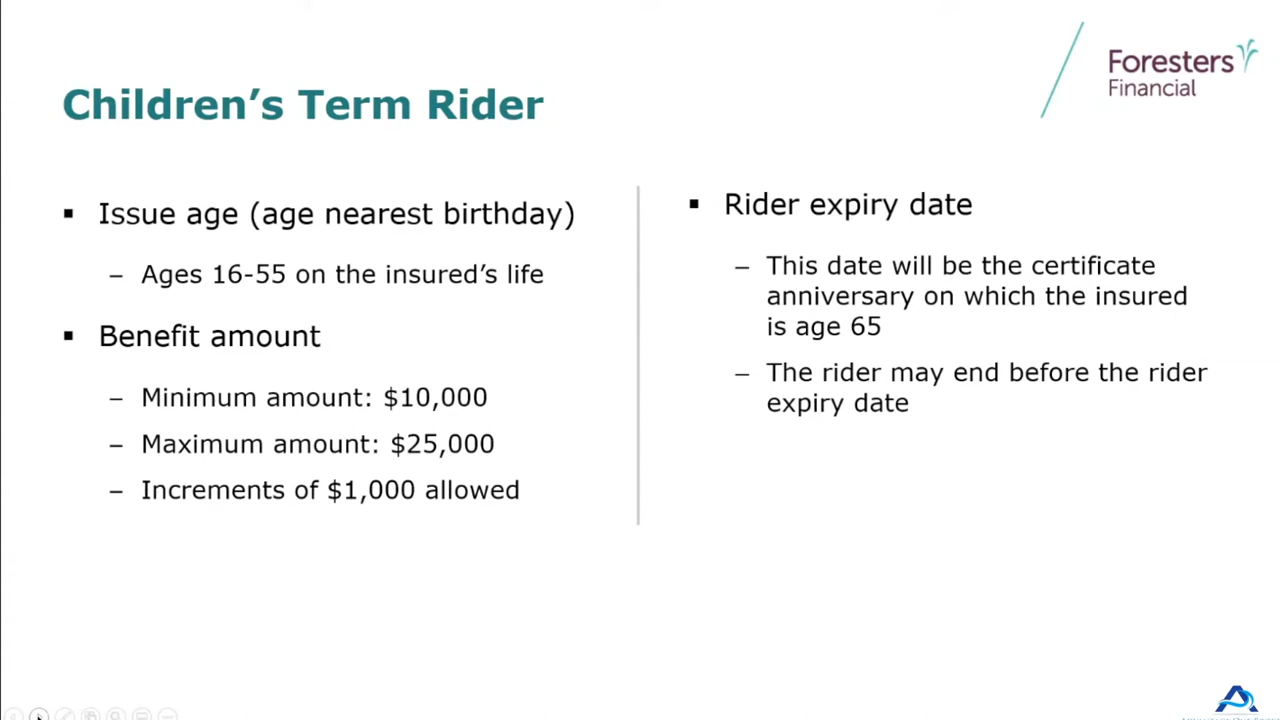 Foresters
Financial
Children's Term Rider
▪ Issue age (age nearest birthday)
– Ages 16-55 on the insured's life
▪ Benefit amount
– Minimum amount: $10,000
– Maximum amount: $25,000
– Increments of $1,000 allowed
▪ Rider expiry date
– This date will be the certificate
anniversary on which the insured
is age 65
– The rider may end before the rider
expiry date